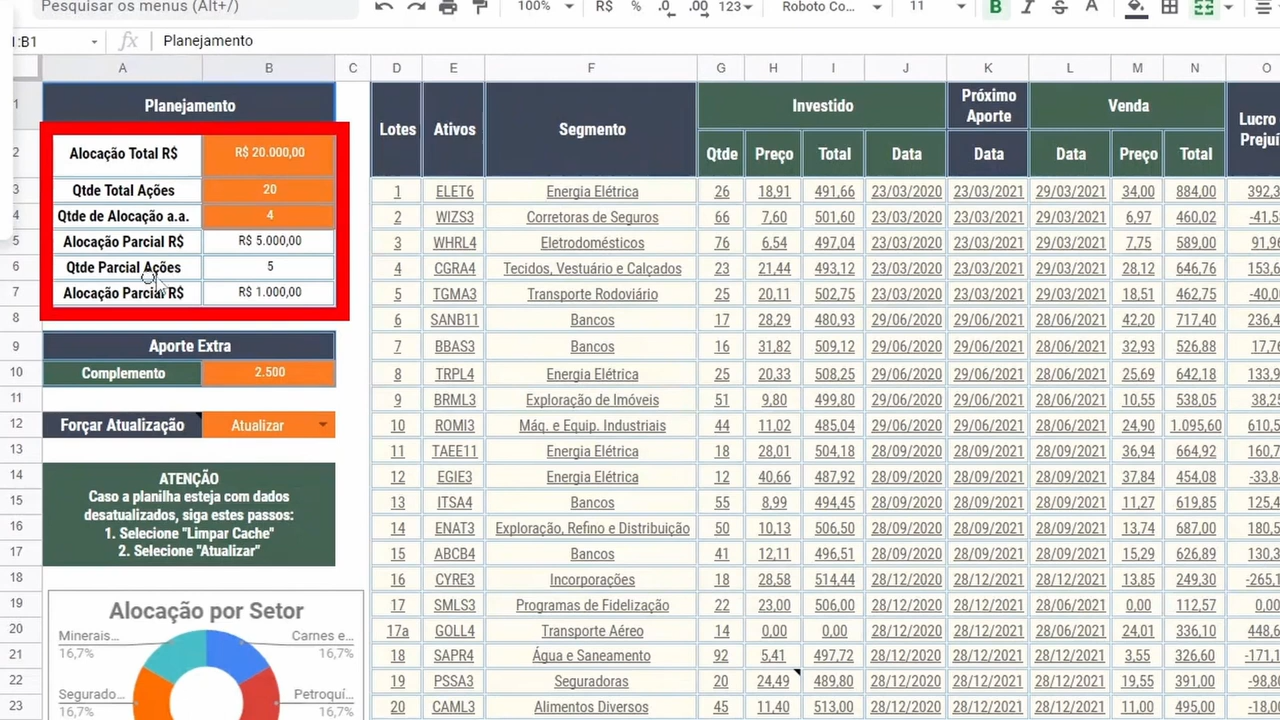 Pesquisar os menus (Alt+/)
100% R$ % .0 .00 123 Roboto Co... 11 B I S A
:B1 fx Planejamento
A B C D E F G H I J K L M N O
1 Planejamento Lotes Ativos Segmento Investido Próximo Aporte Venda Lucro
Prejuí
2 Alocação Total R$ R$ 20.000,00 Qtde Preço Total Data Data Data Preço Total
3 Qtde Total Ações 20 1 ELET6 Energia Elétrica 26 18,91 491,66 23/03/2020 23/03/2021 29/03/2021 34,00 884,00 392,3
4 Qtde de Alocação a.a. 4 2 WIZS3 Corretoras de Seguros 66 7,60 501,60 23/03/2020 23/03/2021 29/03/2021 6,97 460,02 -41,5
5 Alocação Parcial R$ R$ 5.000,00 3 WHRL4 Eletrodomésticos 76 6,54 497,04 23/03/2020 23/03/2021 29/03/2021 7,75 589,00 91,96
6 Qtde Parcial Ações 5 4 CGRA4 Tecidos, Vestuário e Calçados 23 21,44 493,12 23/03/2020 23/03/2021 29/03/2021 28,12 646,76 153,6
7 Alocação Parcial R$ R$ 1.000,00 5 TGMA3 Transporte Rodoviário 25 20,11 502,75 23/03/2020 23/03/2021 29/03/2021 18,51 462,75 -40,0
8 6 SANB11 Bancos 17 28,29 480,93 29/06/2020 29/06/2021 28/06/2021 42,20 717,40 236,4
9 Aporte Extra 7 BBAS3 Bancos 16 31,82 509,12 29/06/2020 29/06/2021 28/06/2021 32,93 526,88 17,76
10 Complemento 2.500 8 TRPL4 Energia Elétrica 25 20,33 508,25 29/06/2020 29/06/2021 28/06/2021 25,69 642,18 133,9
11 9 BRML3 Exploração de Imóveis 51 9,80 499,80 29/06/2020 29/06/2021 28/06/2021 10,55 538,05 38,25
12 Forçar Atualização Atualizar 10 ROMI3 Máq. e Equip. Industriais 44 11,02 485,04 29/06/2020 29/06/2021 28/06/2021 24,90 1.095,60 610,5
13 11 TAEE11 Energia Elétrica 18 28,01 504,18 28/09/2020 28/09/2021 28/06/2021 36,94 664,92 160,7
14 ATENÇÃO 12 EGIE3 Energia Elétrica 12 40,66 487,92 28/09/2020 28/09/2021 28/06/2021 37,84 454,08 -33,8
Caso a planilha esteja com dados
15 desatualizados, siga estes passos: 13 ITSA4 Bancos 55 8,99 494,45 28/09/2020 28/09/2021 28/06/2021 11,27 619,85 125,4
16 1. Selecione "Limpar Cache" 14 ENAT3 Exploração, Refino e Distribuição 50 10,13 506,50 28/09/2020 28/09/2021 28/06/2021 13,74 687,00 180,5
17 2. Selecione "Atualizar" 15 ABCB4 Bancos 41 12,11 496,51 28/09/2020 28/09/2021 28/06/2021 15,29 626,89 130,3
18 16 CYRE3 Incorporações 18 28,58 514,44 28/12/2020 28/12/2021 28/06/2021 13,85 249,30 -265,1
19 Alocação por Setor 17 SMLS3 Programas de Fidelização 22 23,00 506,00 28/12/2020 28/12/2021 28/06/2021 0,00 112,57 0,00
20 Minerais... Carnes e... 17a GOLL4 Transporte Aéreo 14 0,00 0,00 28/12/2020 28/12/2021 28/06/2021 24,01 336,10 448,6
21 16,7% 16,7% 18 SAPR4 Água e Saneamento 92 5,41 497,72 28/12/2020 28/12/2021 28/12/2021 3,55 326,60 -171,1
22 Segurado... Petroquí... 19 PSSA3 Seguradoras 20 24,49 489,80 28/12/2020 28/12/2021 28/12/2021 19,55 391,00 -98,80
23 16,7% 16,7% 20 CAML3 Alimentos Diversos 45 11,40 513,00 28/12/2020 28/12/2021 28/12/2021 11,00 495,00 -18,0